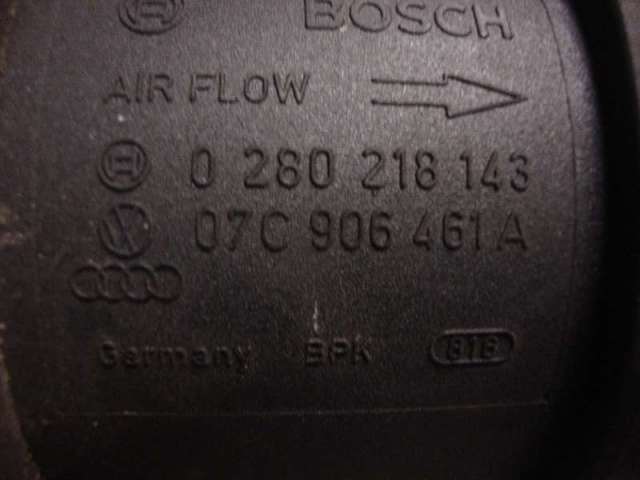 BOSCH
AIR FLOW
0 280 218 143
07C 906 461 A
Germany BPK 818